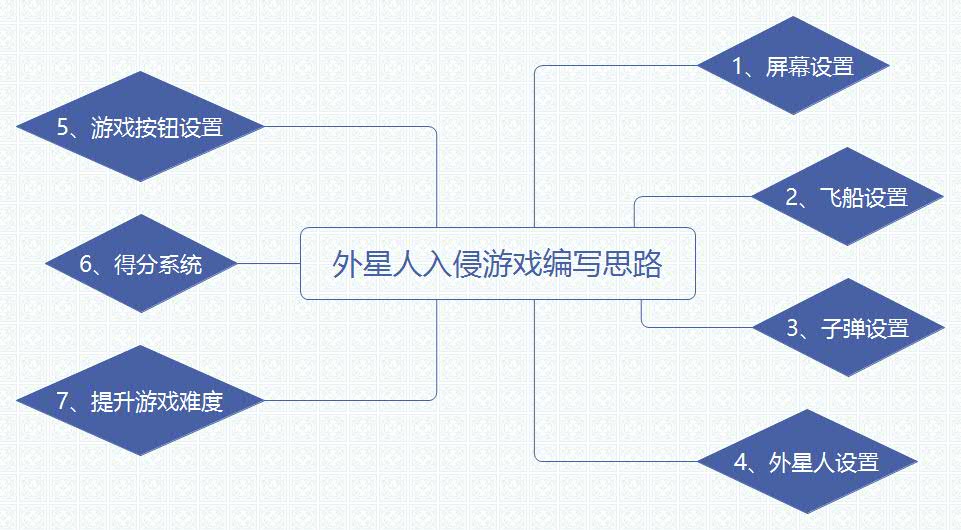 外星人入侵游戏编写思路
1、屏幕设置
2、飞船设置
3、子弹设置
4、外星人设置
5、游戏按钮设置
6、得分系统
7、提升游戏难度